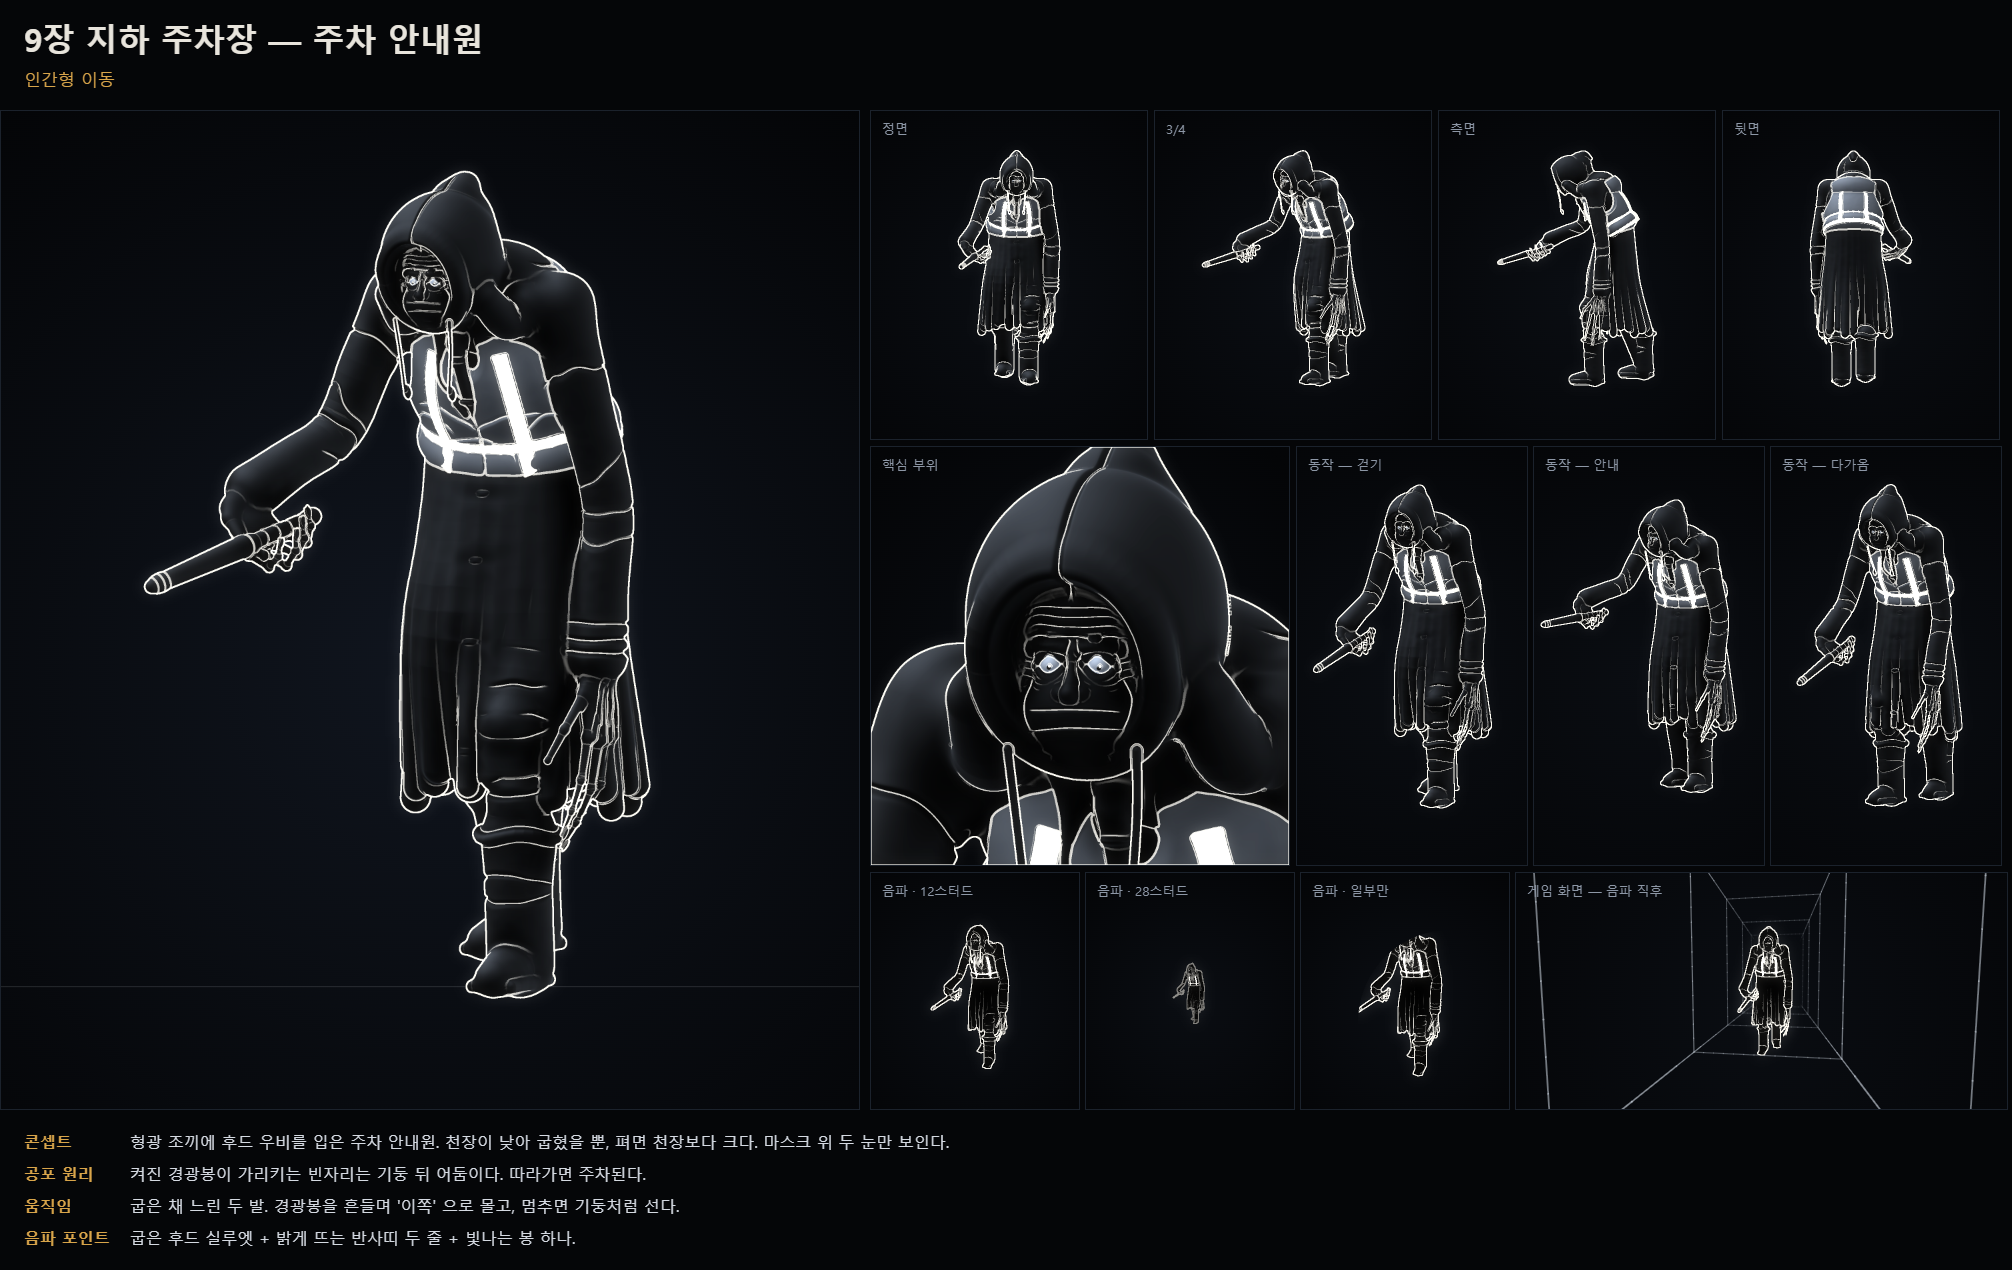 9장 지하 주차장 — 주차 안내원
인간형 이동
정면
3/4
측면
뒷면
핵심 부위
동작 — 걷기
동작 — 안내
동작 — 다가옴
음파 · 12스터드
음파 · 28스터드
음파 · 일부만
게임 화면 — 음파 직후
콘셉트 형광 조끼에 후드 우비를 입은 주차 안내원. 천장이 낮아 굽혔을 뿐, 펴면 천장보다 크다. 마스크 위 두 눈만 보인다.
공포 원리 켜진 경광봉이 가리키는 빈자리는 기둥 뒤 어둠이다. 따라가면 주차된다.
움직임 굽은 채 느린 두 발. 경광봉을 흔들며 '이쪽' 으로 몰고, 멈추면 기둥처럼 선다.
음파 포인트 굽은 후드 실루엣 + 밝게 뜨는 반사띠 두 줄 + 빛나는 봉 하나.